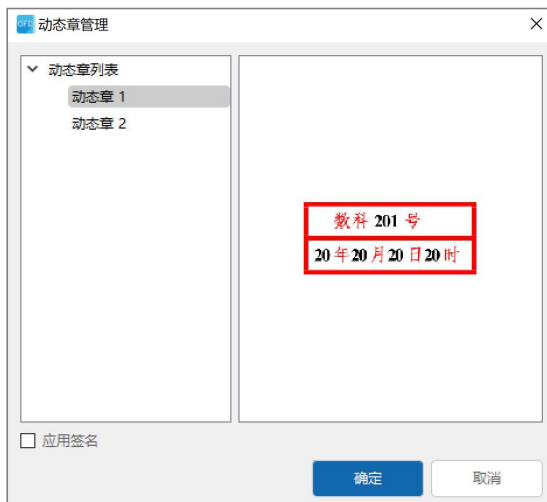 OFD 动态章管理
动态章列表
动态章 1
动态章 2
数科 201 号
20 年 20 月 20 日 20 时
应用签名
确定
取消